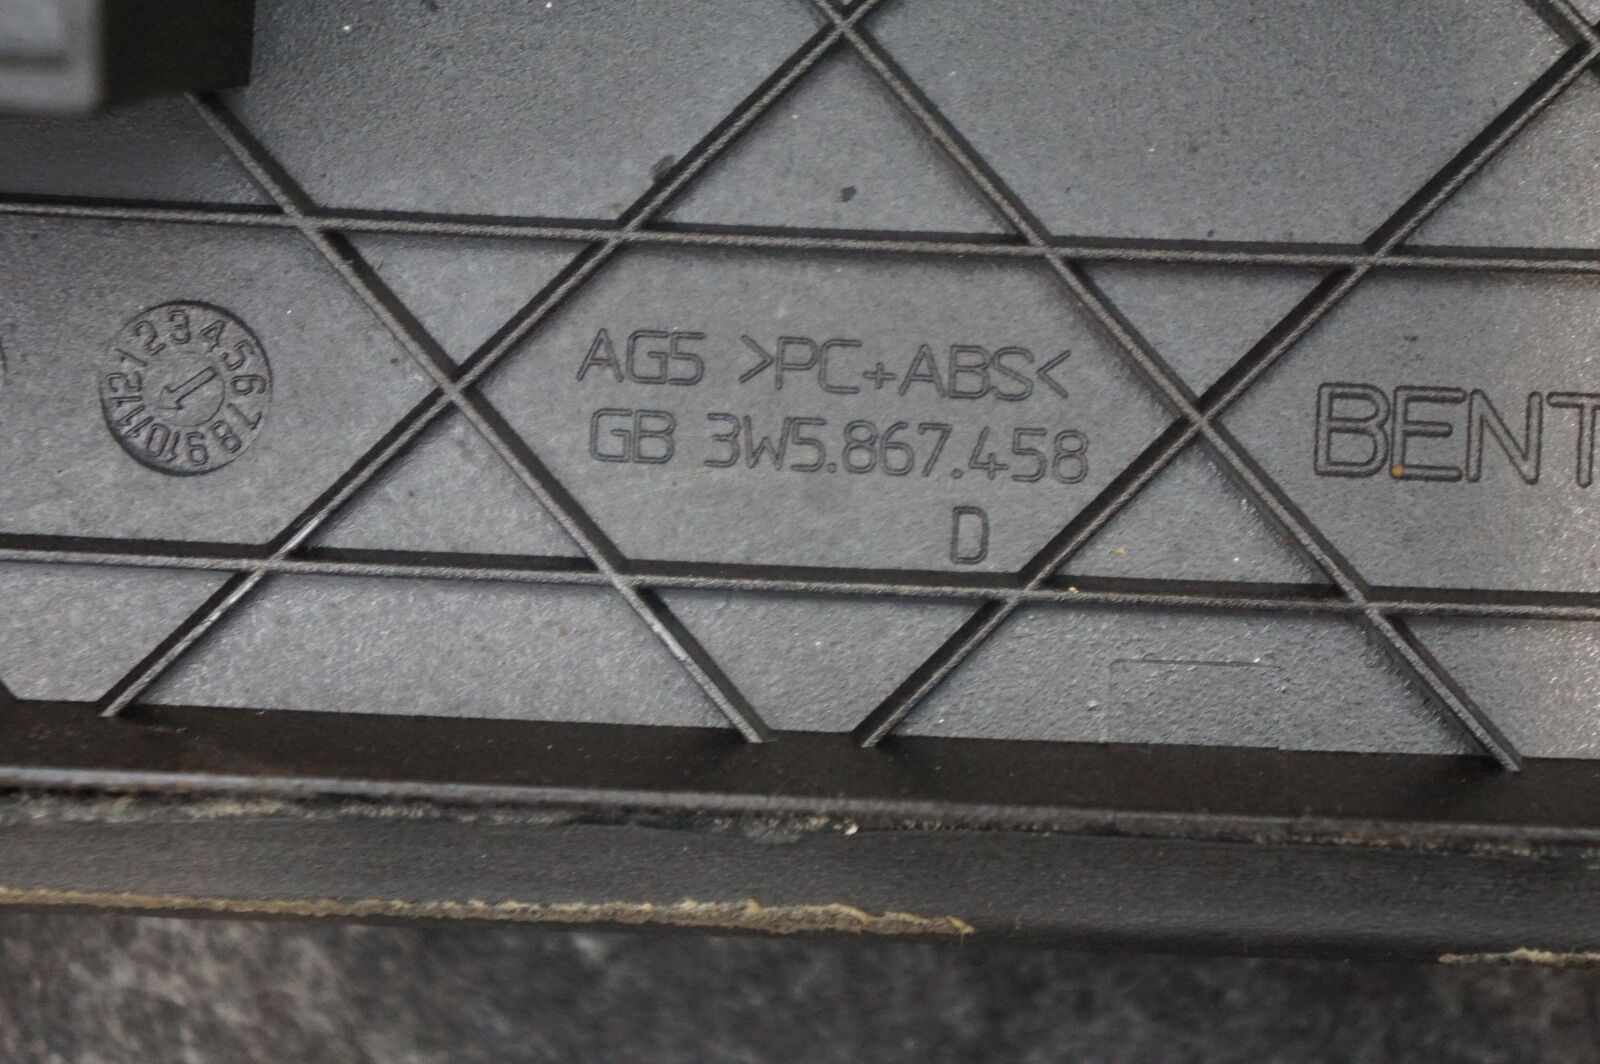 1 2 3 4 5 6 7 8 9 10 11 12
AG5 >PC+ABS<
GB 3W5.867.458
D
BENT